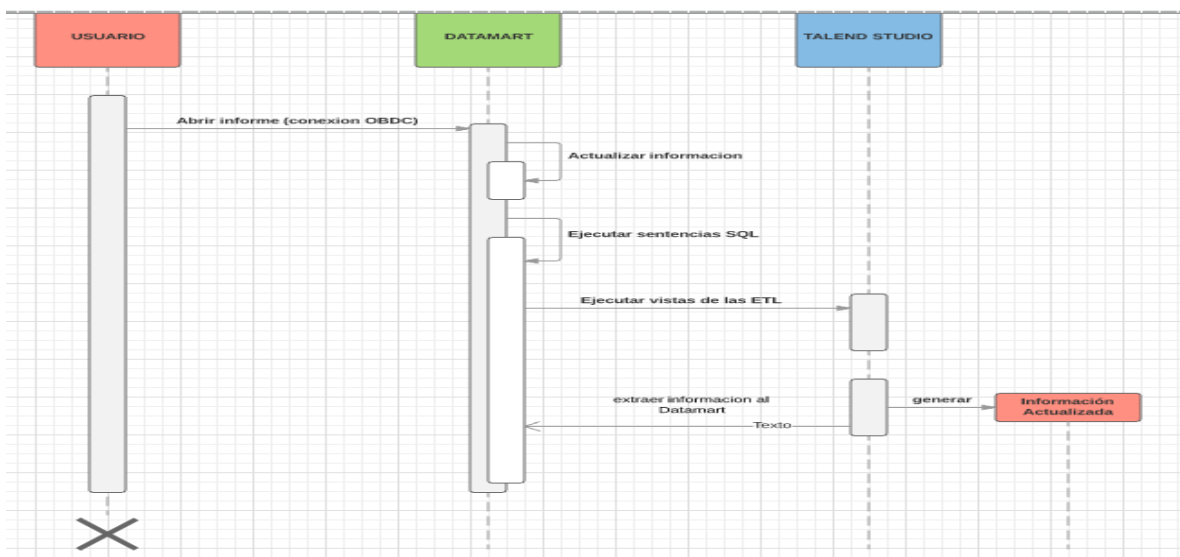 USUARIO
DATAMART
TALEND STUDIO
Abrir informe (conexion OBDC)
Actualizar informacion
Ejecutar sentencias SQL
Ejecutar vistas de las ETL
extraer informacion al
Datamart
generar
Información
Actualizada
Texto